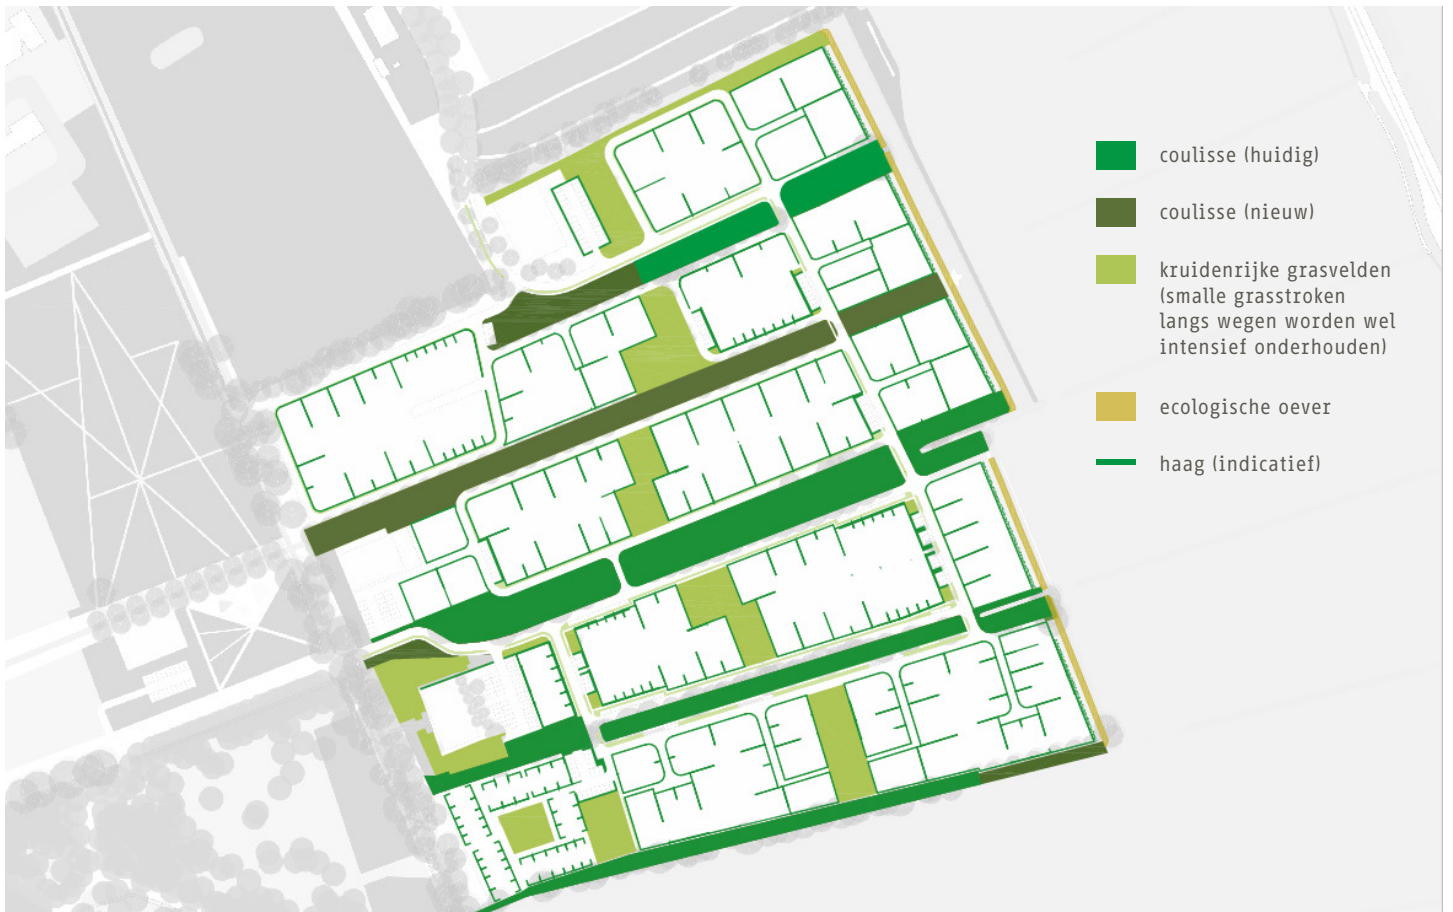 coulisse (huidig)
coulisse (nieuw)
kruidenrijke grasvelden
(smalle grasstroken
langs wegen worden wel
intensief onderhouden)
ecologische oever
haag (indicatief)